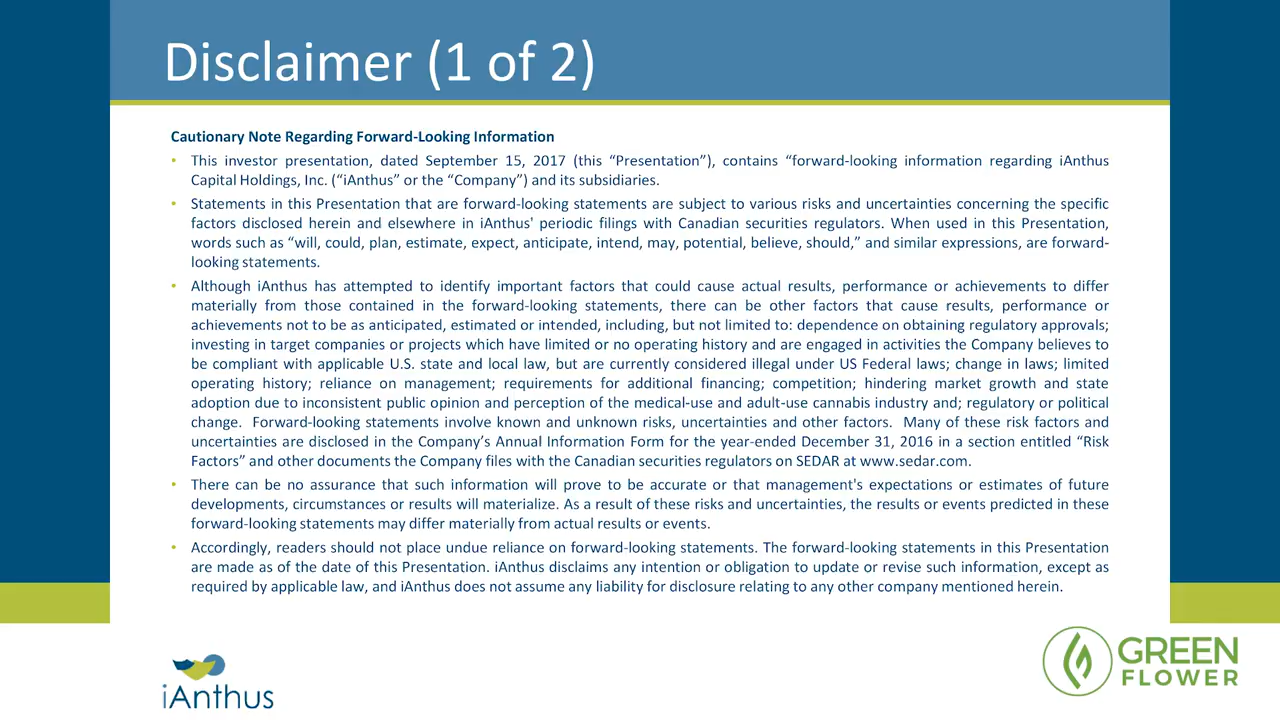 Disclaimer (1 of 2)
Cautionary Note Regarding Forward-Looking Information
• This investor presentation, dated September 15, 2017 (this “Presentation”), contains “forward-looking information regarding iAnthus
Capital Holdings, Inc. (“iAnthus” or the “Company”) and its subsidiaries.
• Statements in this Presentation that are forward-looking statements are subject to various risks and uncertainties concerning the specific
factors disclosed herein and elsewhere in iAnthus' periodic filings with Canadian securities regulators. When used in this Presentation,
words such as “will, could, plan, estimate, expect, anticipate, intend, may, potential, believe, should,” and similar expressions, are forward-
looking statements.
• Although iAnthus has attempted to identify important factors that could cause actual results, performance or achievements to differ
materially from those contained in the forward-looking statements, there can be other factors that cause results, performance or
achievements not to be as anticipated, estimated or intended, including, but not limited to: dependence on obtaining regulatory approvals;
investing in target companies or projects which have limited or no operating history and are engaged in activities the Company believes to
be compliant with applicable U.S. state and local law, but are currently considered illegal under US Federal laws; change in laws; limited
operating history; reliance on management; requirements for additional financing; competition; hindering market growth and state
adoption due to inconsistent public opinion and perception of the medical-use and adult-use cannabis industry and; regulatory or political
change. Forward-looking statements involve known and unknown risks, uncertainties and other factors. Many of these risk factors and
uncertainties are disclosed in the Company’s Annual Information Form for the year-ended December 31, 2016 in a section entitled “Risk
Factors” and other documents the Company files with the Canadian securities regulators on SEDAR at www.sedar.com.
• There can be no assurance that such information will prove to be accurate or that management's expectations or estimates of future
developments, circumstances or results will materialize. As a result of these risks and uncertainties, the results or events predicted in these
forward-looking statements may differ materially from actual results or events.
• Accordingly, readers should not place undue reliance on forward-looking statements. The forward-looking statements in this Presentation
are made as of the date of this Presentation. iAnthus disclaims any intention or obligation to update or revise such information, except as
required by applicable law, and iAnthus does not assume any liability for disclosure relating to any other company mentioned herein.
iAnthus
GREEN
FLOWER